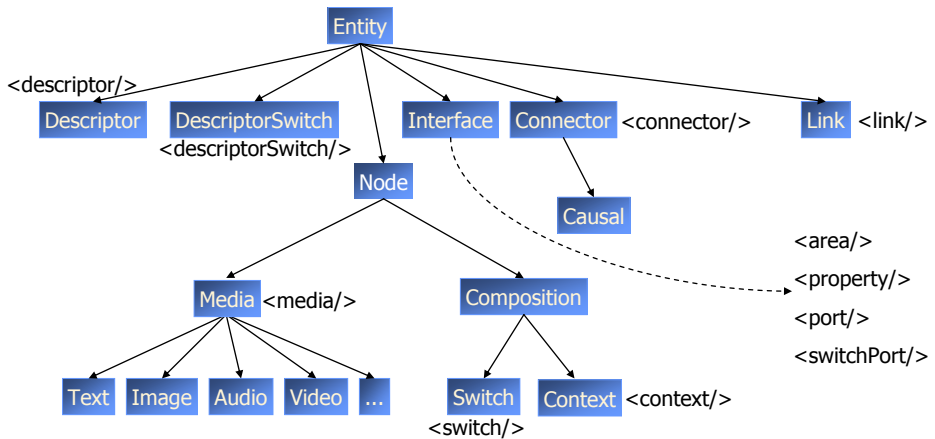 Entity
<descriptor/>
Descriptor
DescriptorSwitch
<descriptorSwitch/>
Interface
Connector
<connector/>
Link
<link/>
Node
Causal
<area/>
<property/>
<port/>
<switchPort/>
Media
<media/>
Composition
Text
Image
Audio
Video
...
Switch
<switch/>
Context
<context/>